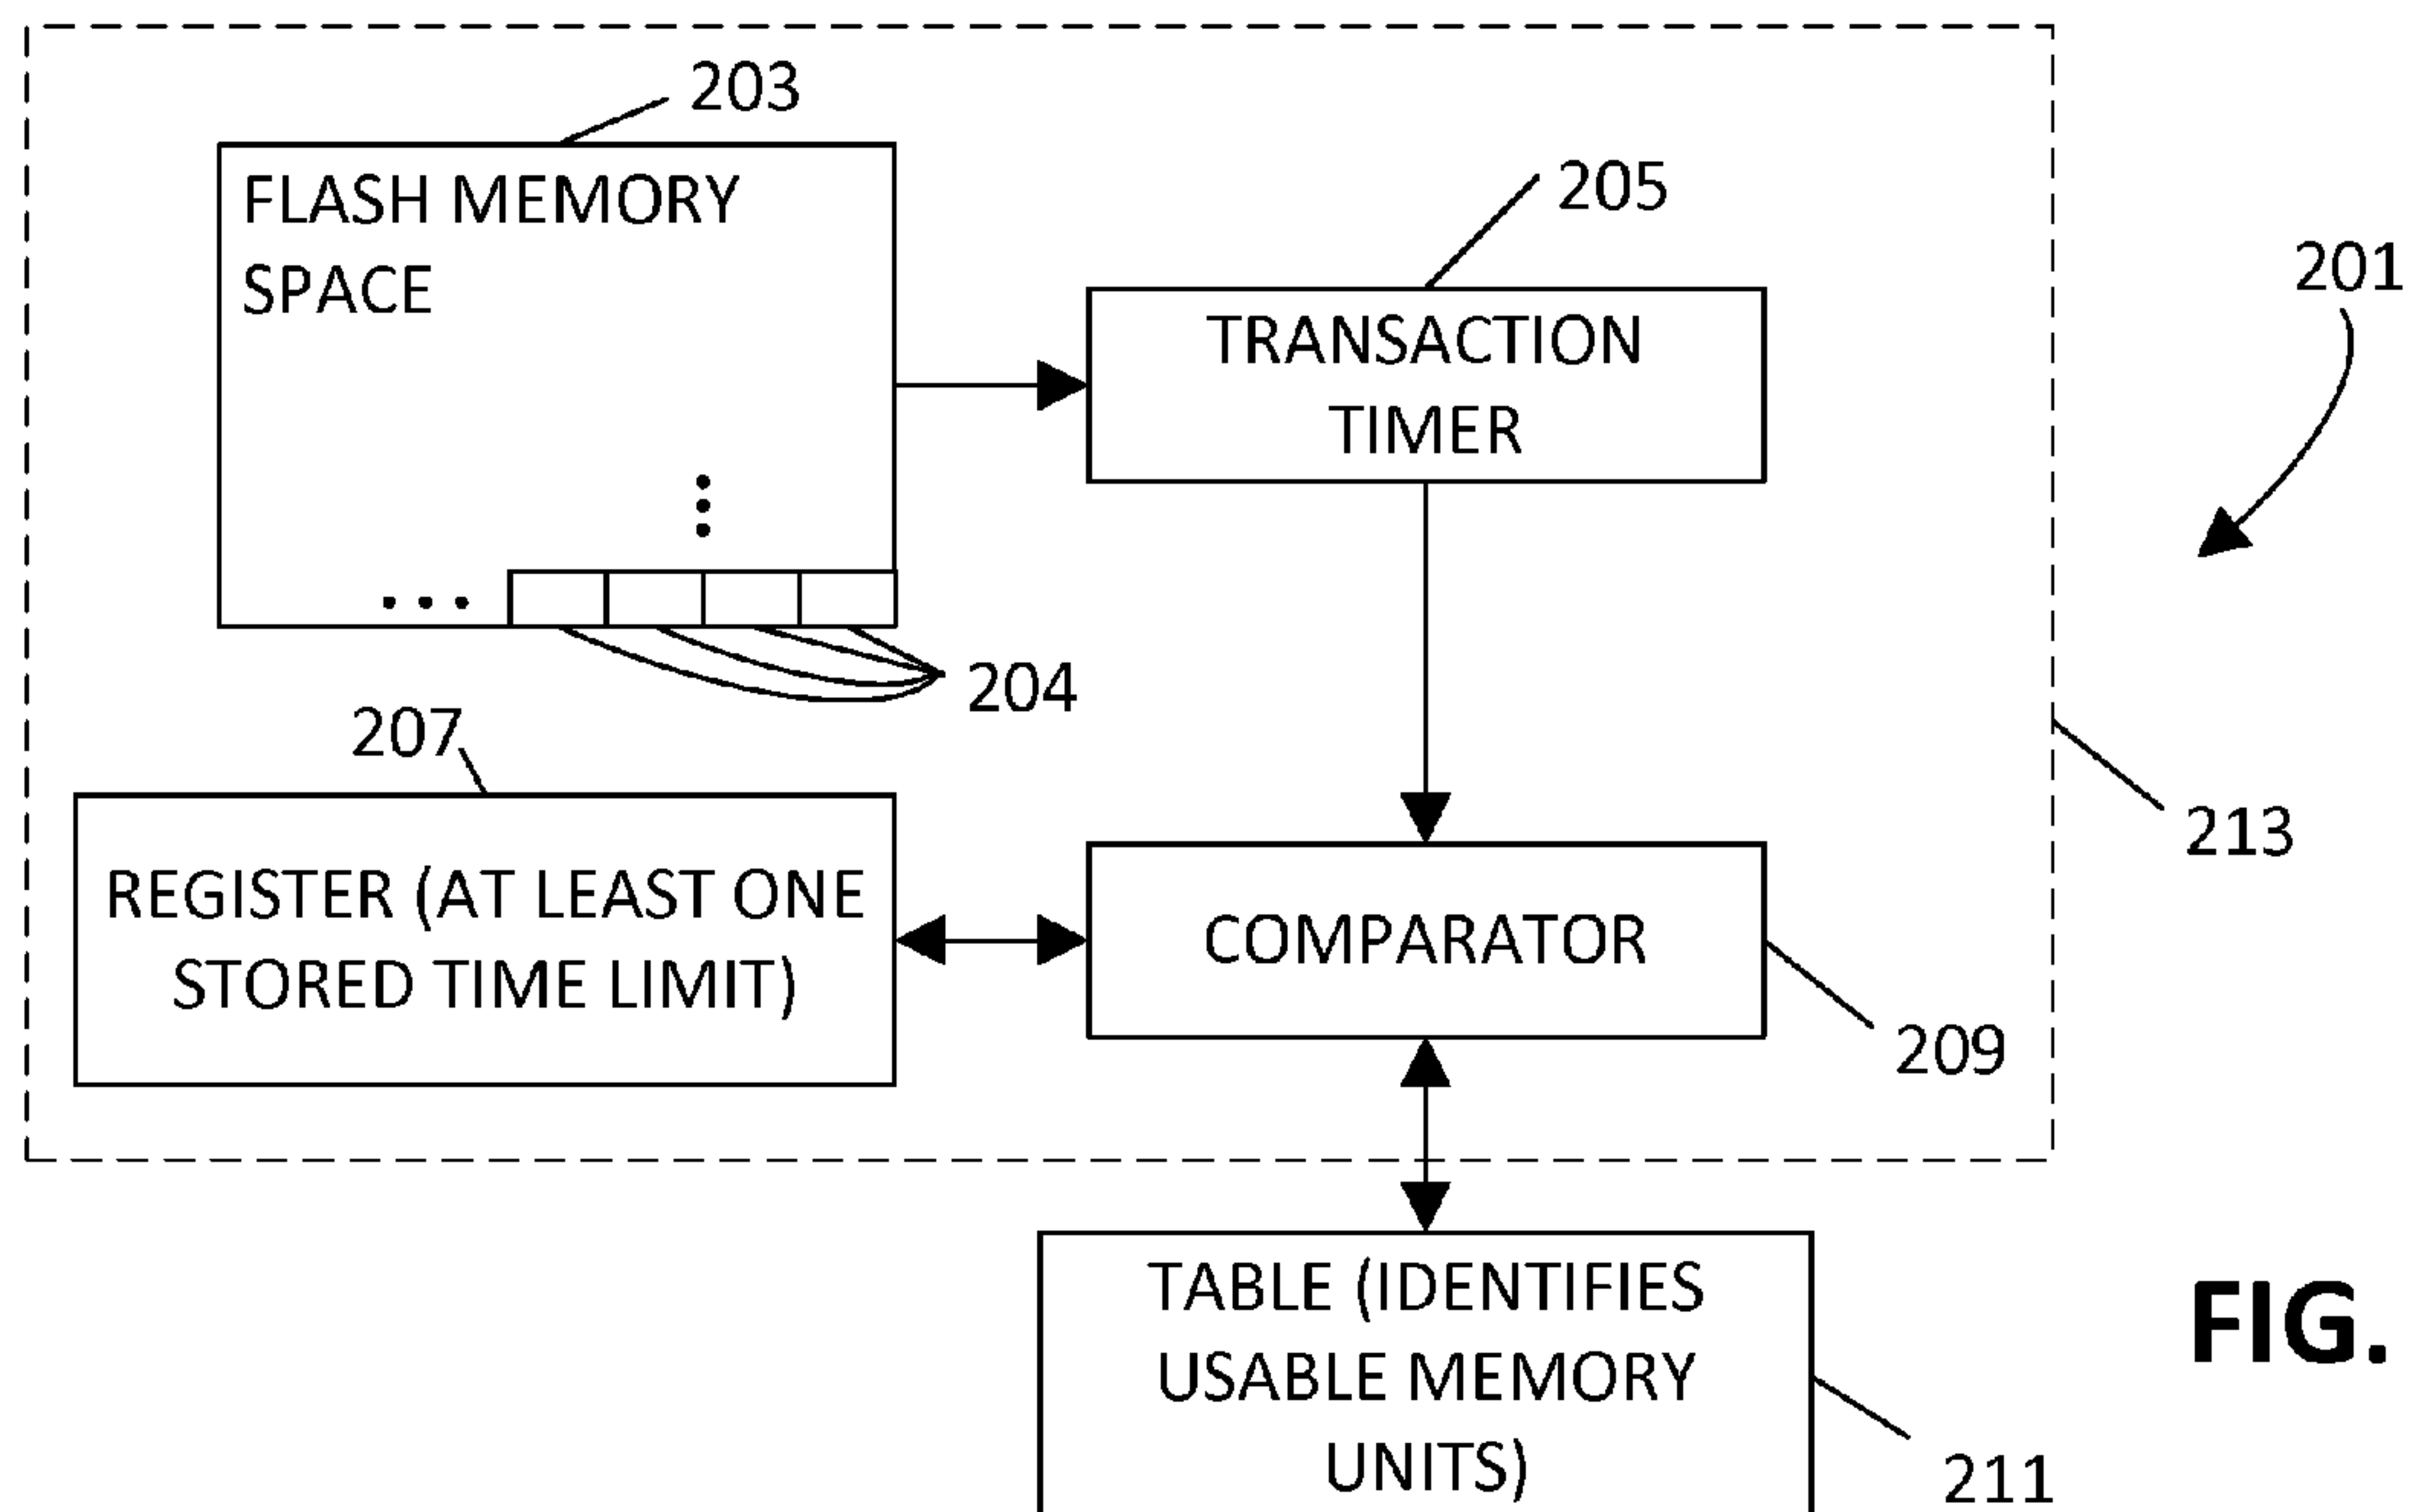 203
FLASH MEMORY
SPACE
205
201
TRANSACTION
TIMER
204
207
213
REGISTER (AT LEAST ONE
STORED TIME LIMIT)
COMPARATOR
209
TABLE (IDENTIFIES
USABLE MEMORY
UNITS)
FIG.
211